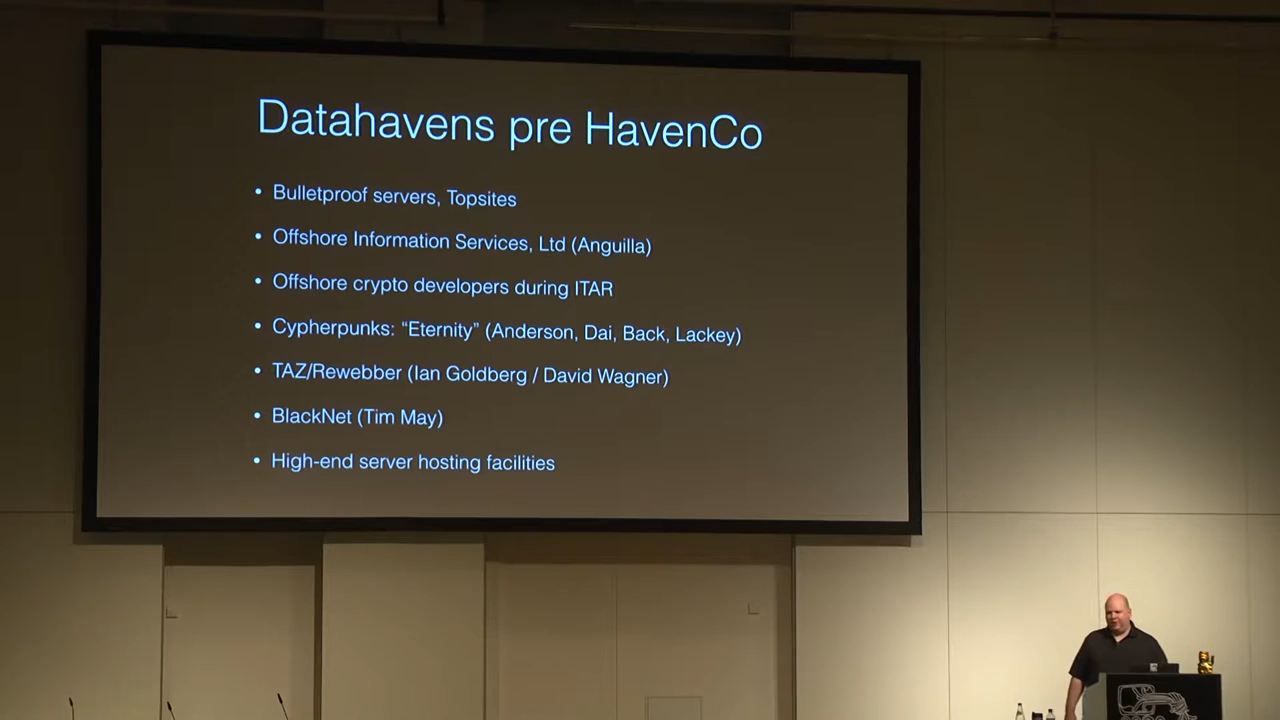 Datahavens pre HavenCo
• Bulletproof servers, Topsites
• Offshore Information Services, Ltd (Anguilla)
• Offshore crypto developers during ITAR
• Cypherpunks: “Eternity” (Anderson, Dai, Back, Lackey)
• TAZ/Rewebber (Ian Goldberg / David Wagner)
• BlackNet (Tim May)
• High-end server hosting facilities